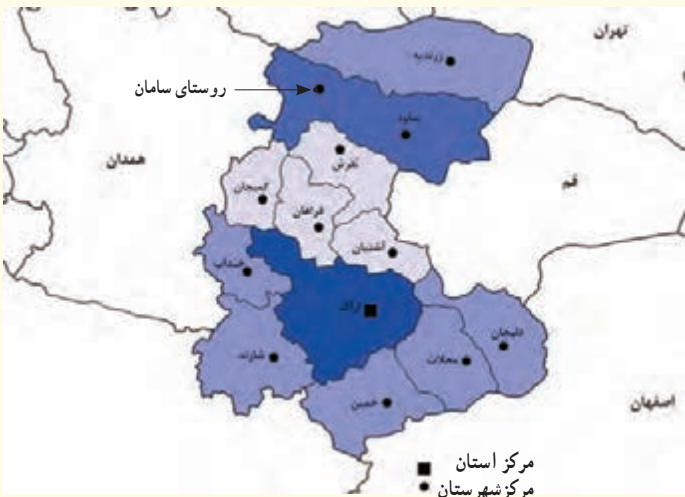 تهران
زرندیه
روستای سامان
ساوه
همدان
تفرش
قم
کمیجان
فراهان
آشتیان
خنداب
اراک
دلیجان
شازند
محلات
خمین
اصفهان
مرکز استان
مرکز شهرستان